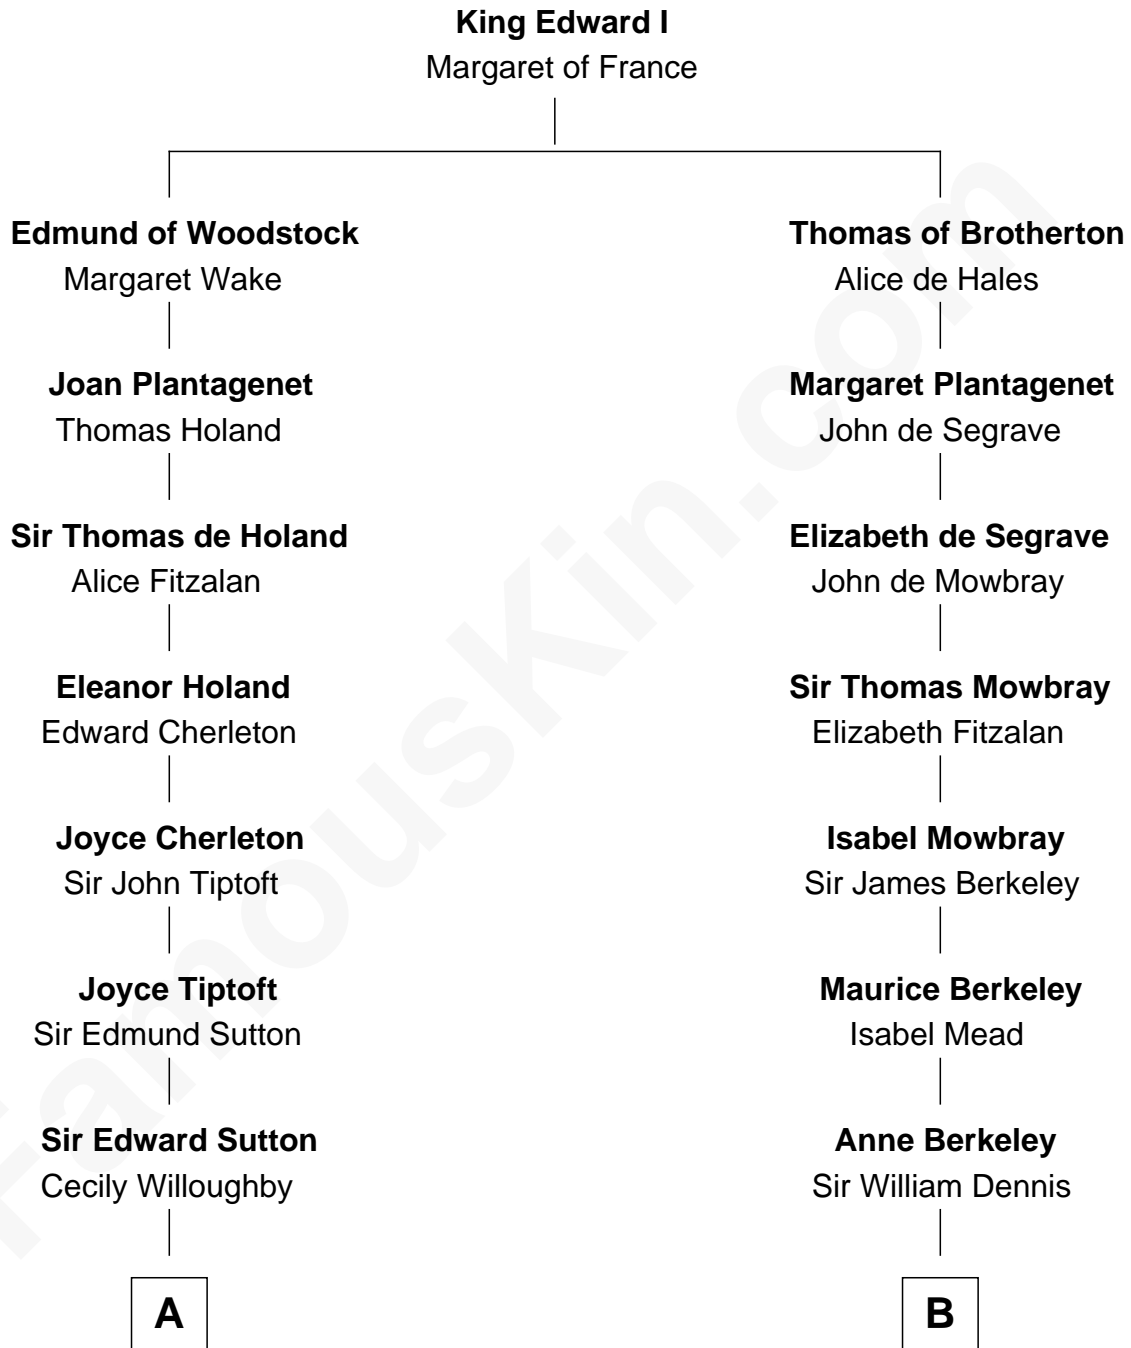 King Edward I
Margaret of France
Edmund of Woodstock
Margaret Wake
Thomas of Brotherton
Alice de Hales
Joan Plantagenet
Thomas Holand
Margaret Plantagenet
John de Segrave
Sir Thomas de Holand
Alice Fitzalan
Elizabeth de Segrave
John de Mowbray
Eleanor Holand
Edward Cherleton
Sir Thomas Mowbray
Elizabeth Fitzalan
Joyce Cherleton
Sir John Tiptoft
Isabel Mowbray
Sir James Berkeley
Joyce Tiptoft
Sir Edmund Sutton
Maurice Berkeley
Isabel Mead
Sir Edward Sutton
Cecily Willoughby
Anne Berkeley
Sir William Dennis
A
B
FamousKin.com